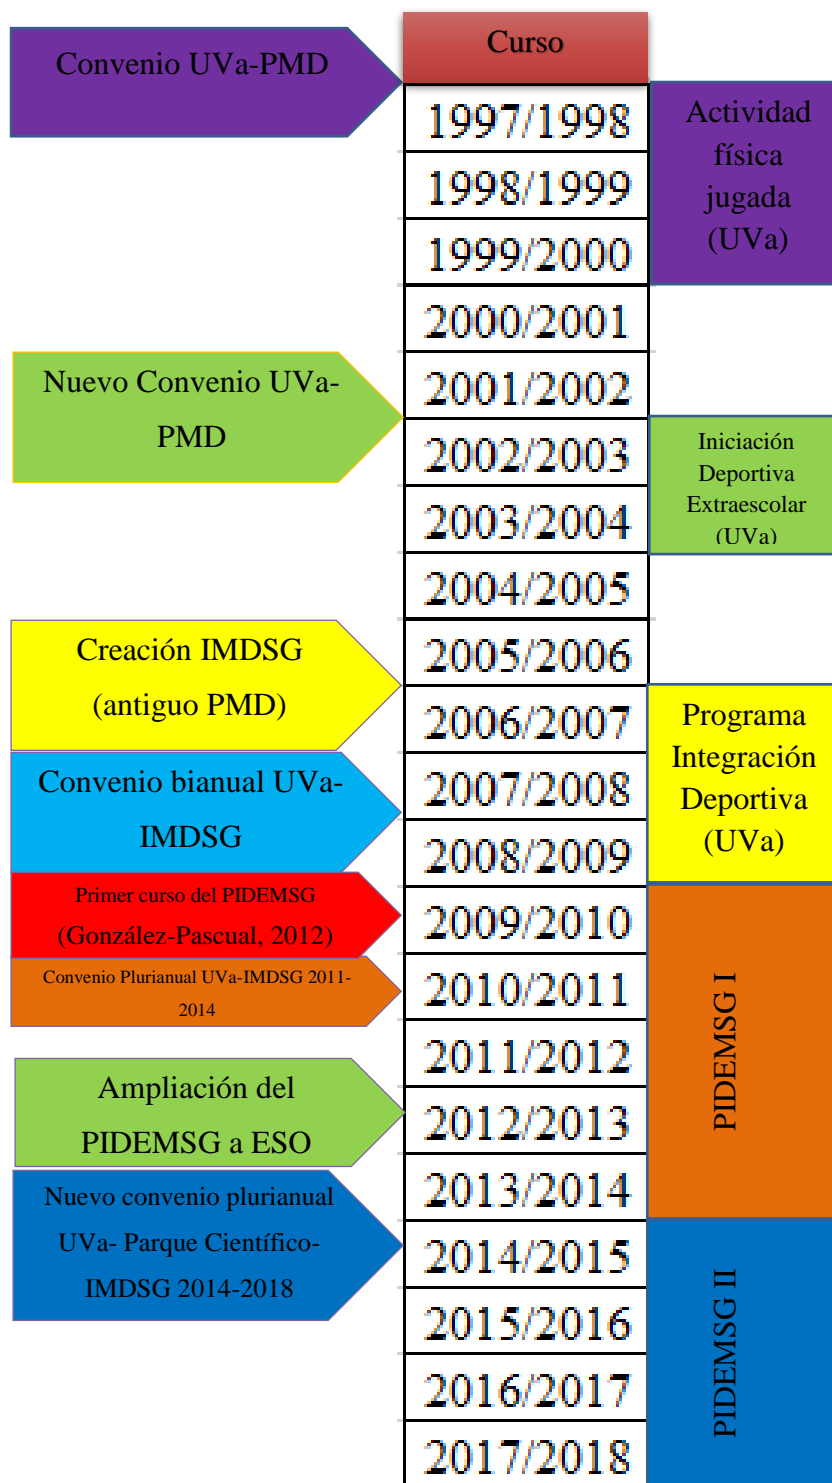 Convenio UVa-PMD
Curso
1997/1998
1998/1999
1999/2000
2000/2001
2001/2002
2002/2003
2003/2004
2004/2005
2005/2006
2006/2007
2007/2008
2008/2009
2009/2010
2010/2011
2011/2012
2012/2013
2013/2014
2014/2015
2015/2016
2016/2017
2017/2018
Nuevo Convenio UVa-
PMD
Creación IMDSG
(antiguo PMD)
Convenio bianual UVa-
IMDSG
Primer curso del PIDEMSG
(González-Pascual, 2012)
Convenio Plurianual UVa-IMDSG 2011-
2014
Ampliación del
PIDEMSG a ESO
Nuevo convenio plurianual
UVa- Parque Científico-
IMDSG 2014-2018
Actividad
física
jugada
(UVa)
Iniciación
Deportiva
Extraescolar
(UVa)
Programa
Integración
Deportiva
(UVa)
PIDEMSG I
PIDEMSG II